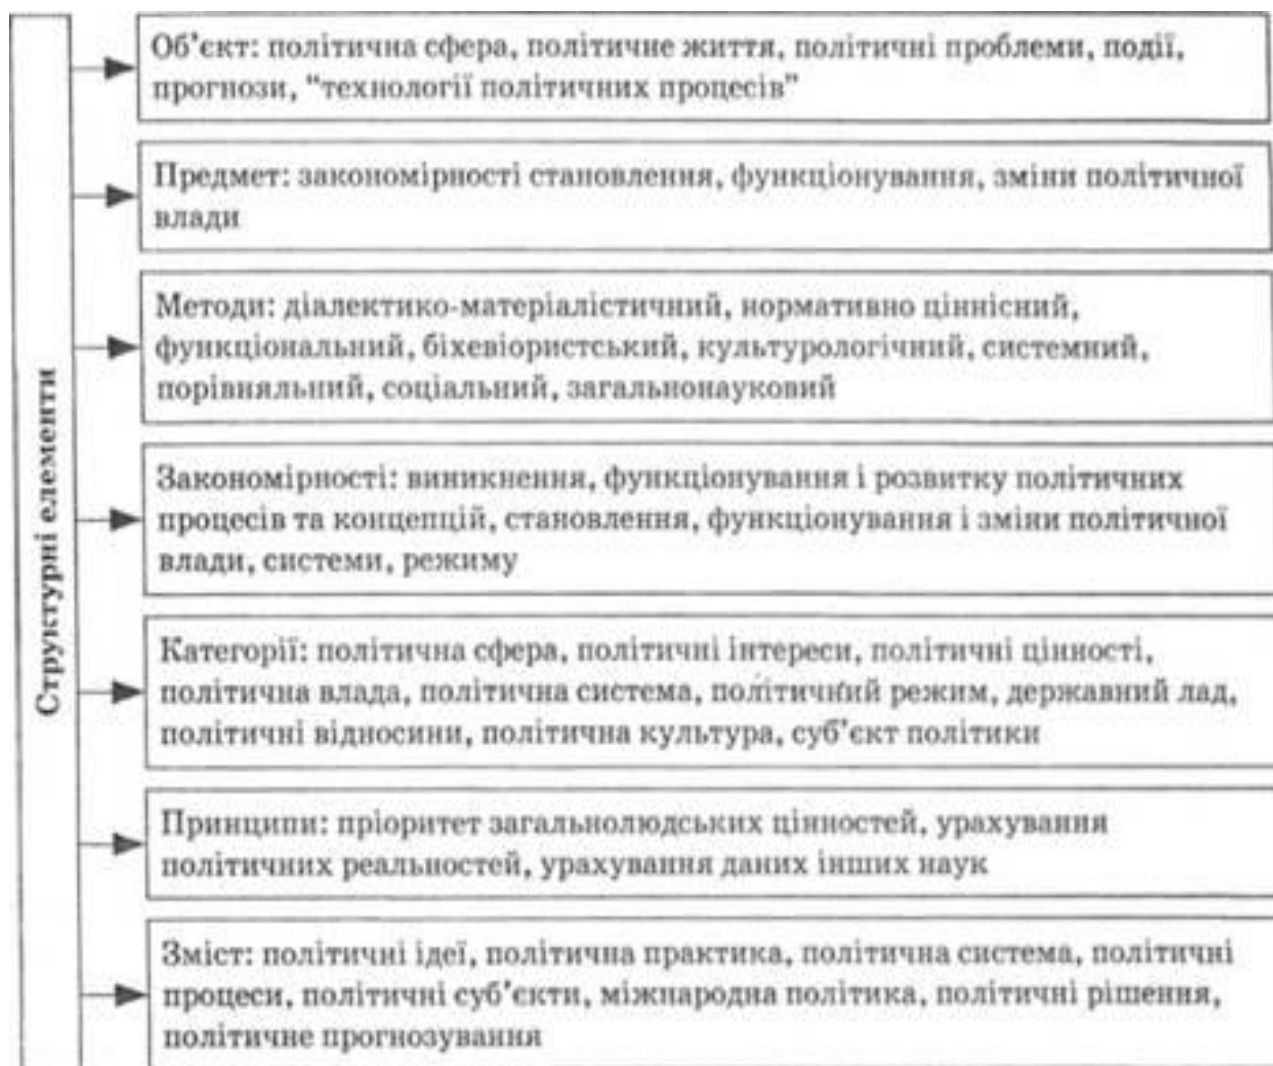 Структурні елементи
Об’єкт: політична сфера, політичне життя, політичні проблеми, події,
прогнози, “технології політичних процесів”
Предмет: закономірності становлення, функціонування, зміни політичної
влади
Методи: діалектико-матеріалістичний, нормативно ціннісний,
функціональний, біхевіористський, культурологічний, системний,
порівняльний, соціальний, загальнонауковий
Закономірності: виникнення, функціонування і розвитку політичних
процесів та концепцій, становлення, функціонування і зміни політичної
влади, системи, режиму
Категорії: політична сфера, політичні інтереси, політичні цінності,
політична влада, політична система, політичний режим, державний лад,
політичні відносини, політична культура, суб’єкт політики
Принципи: пріоритет загальнолюдських цінностей, урахування
політичних реальностей, урахування даних інших наук
Зміст: політичні ідеї, політична практика, політична система, політичні
процеси, політичні суб’єкти, міжнародна політика, політичні рішення,
політичне прогнозування